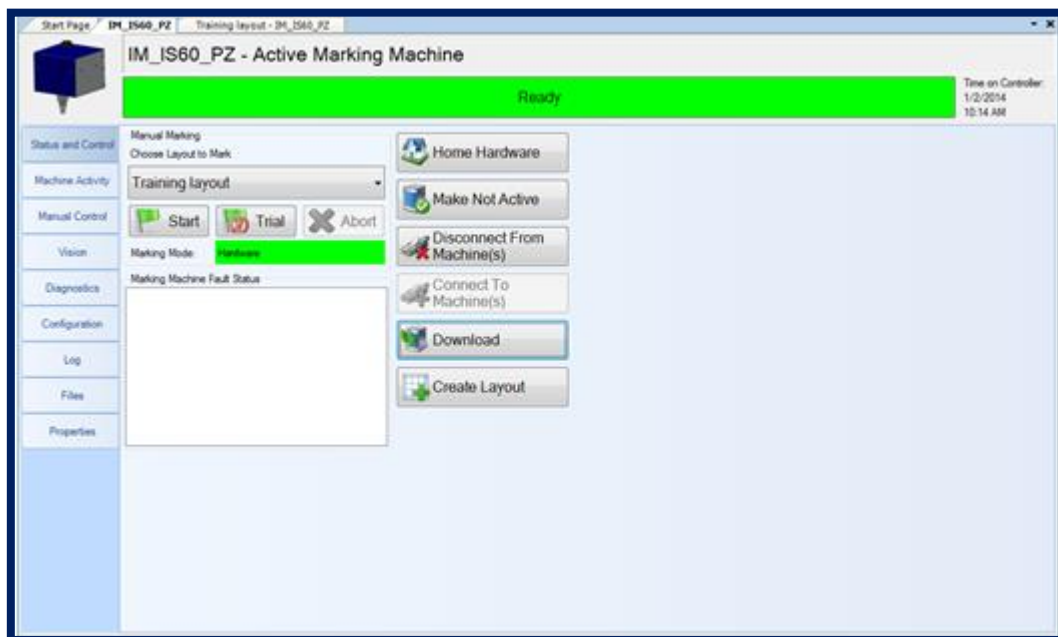 Start Page
IM_IS60_PZ
Training layout - IM_IS60_PZ
IM_IS60_PZ - Active Marking Machine
Ready
Time on Controller:
1/2/2014
10:14 AM
Status and Control
Machine Activity
Manual Control
Vision
Diagnostics
Configuration
Log
Files
Properties
Manual Marking
Choose Layout to Mark
Training layout
Start
Trial
Abort
Marking Mode:
Hardware
Marking Machine Fault Status
Home Hardware
Make Not Active
Disconnect From
Machine(s)
Connect To
Machine(s)
Download
Create Layout